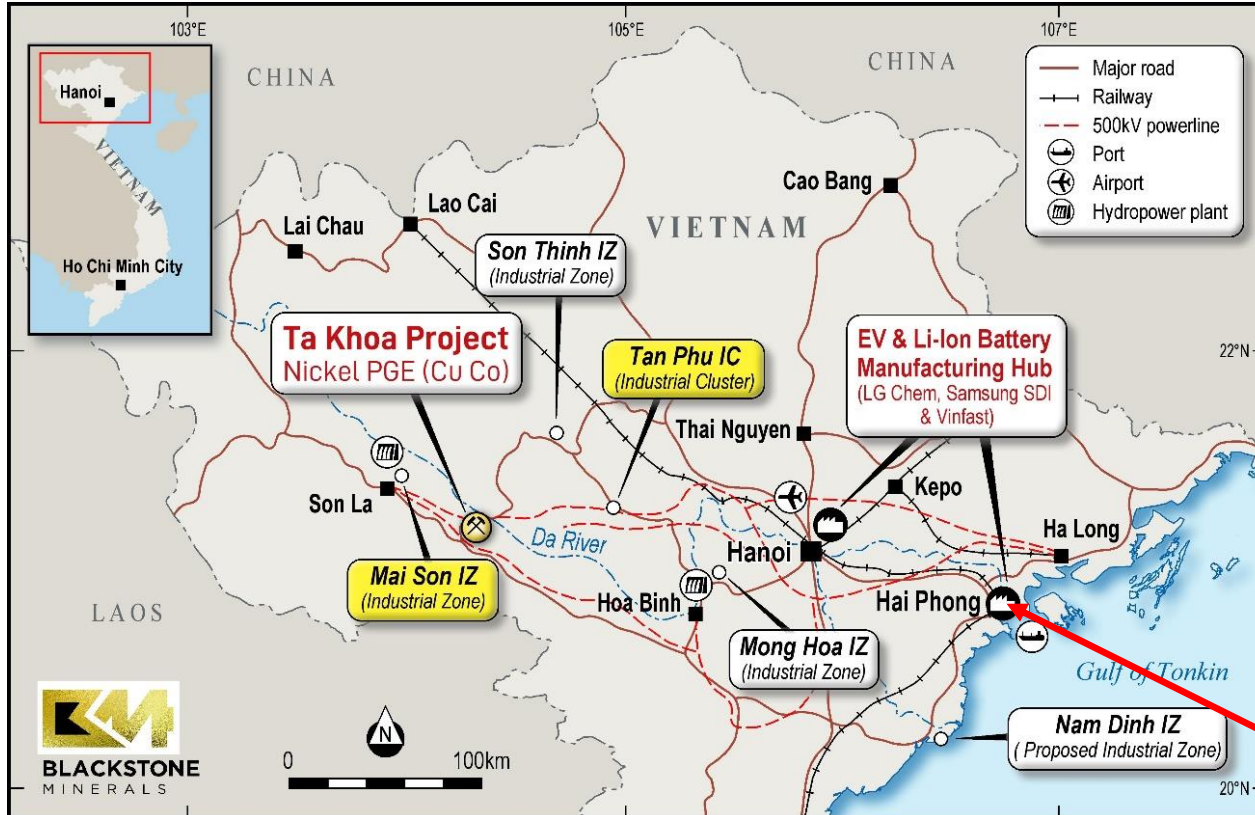 103°E
105°E
107°E
CHINA
CHINA
Hanoi
VIETNAM
Ho Chi Minh City
Major road
Railway
500kV powerline
Port
Airport
Hydropower plant
Cao Bang
Lao Cai
Lai Chau
VIETNAM
Son Thinh IZ
(Industrial Zone)
Ta Khoa Project
Nickel PGE (Cu Co)
Tan Phu IC
(Industrial Cluster)
EV & Li-Ion Battery
Manufacturing Hub
(LG Chem, Samsung SDI
& Vinfast)
22°N
Thai Nguyen
Kepo
Son La
Da River
Hanoi
Ha Long
Mai Son IZ
(Industrial Zone)
Hoa Binh
Hai Phong
LAOS
Mong Hoa IZ
(Industrial Zone)
Gulf of Tonkin
Nam Dinh IZ
( Proposed Industrial Zone)
BLACKSTONE
MINERALS
N
0
100km
20°N